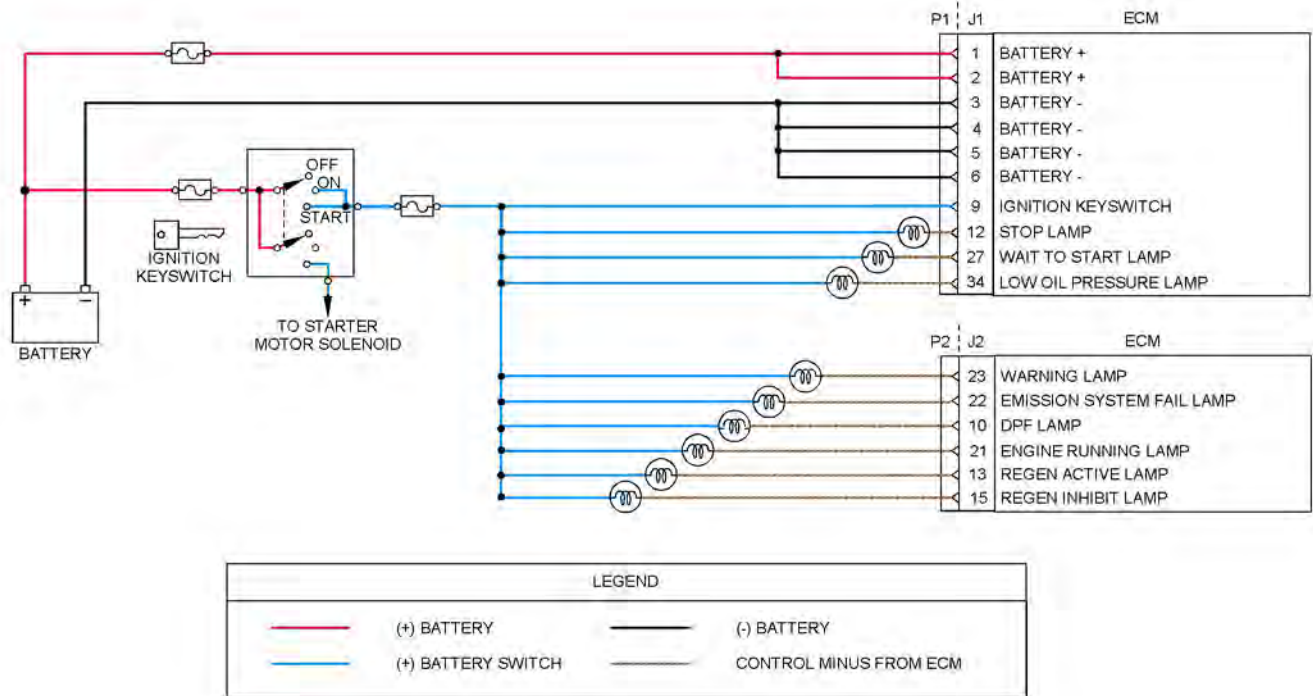 P1 J1 ECM
1 BATTERY +
2 BATTERY +
3 BATTERY -
4 BATTERY -
5 BATTERY -
6 BATTERY -
9 IGNITION KEYSWITCH
12 STOP LAMP
27 WAIT TO START LAMP
34 LOW OIL PRESSURE LAMP
OFF
ON
START
IGNITION
KEYSWITCH
+ −
BATTERY
TO STARTER
MOTOR SOLENOID
P2 J2 ECM
23 WARNING LAMP
22 EMISSION SYSTEM FAIL LAMP
10 DPF LAMP
21 ENGINE RUNNING LAMP
13 REGEN ACTIVE LAMP
15 REGEN INHIBIT LAMP
LEGEND
(+) BATTERY (-) BATTERY
(+) BATTERY SWITCH CONTROL MINUS FROM ECM